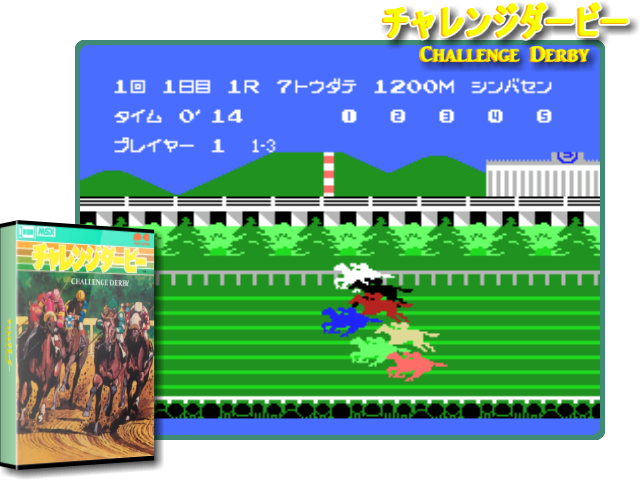 チャレンジダービー
CHALLENGE DERBY
1回 1日目 1R 7トウダテ 1200M シンバセン
タイム 0'14 1 2 3 4 5
プレイヤー 1 1-3
MSX
チャレンジダービー
CHALLENGE DERBY